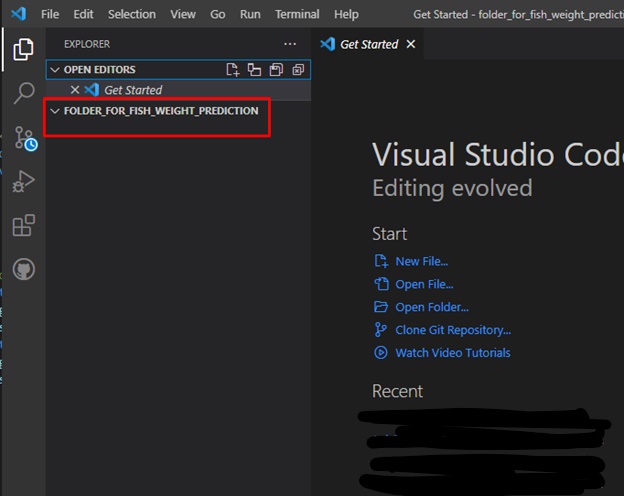 File Edit Selection View Go Run Terminal Help Get Started - folder_for_fish_weight_predicti
EXPLORER ...
Get Started
OPEN EDITORS
Get Started
FOLDER_FOR_FISH_WEIGHT_PREDICTION
Visual Studio Code
Editing evolved
Start
New File...
Open File...
Open Folder...
Clone Git Repository...
Watch Video Tutorials
Recent